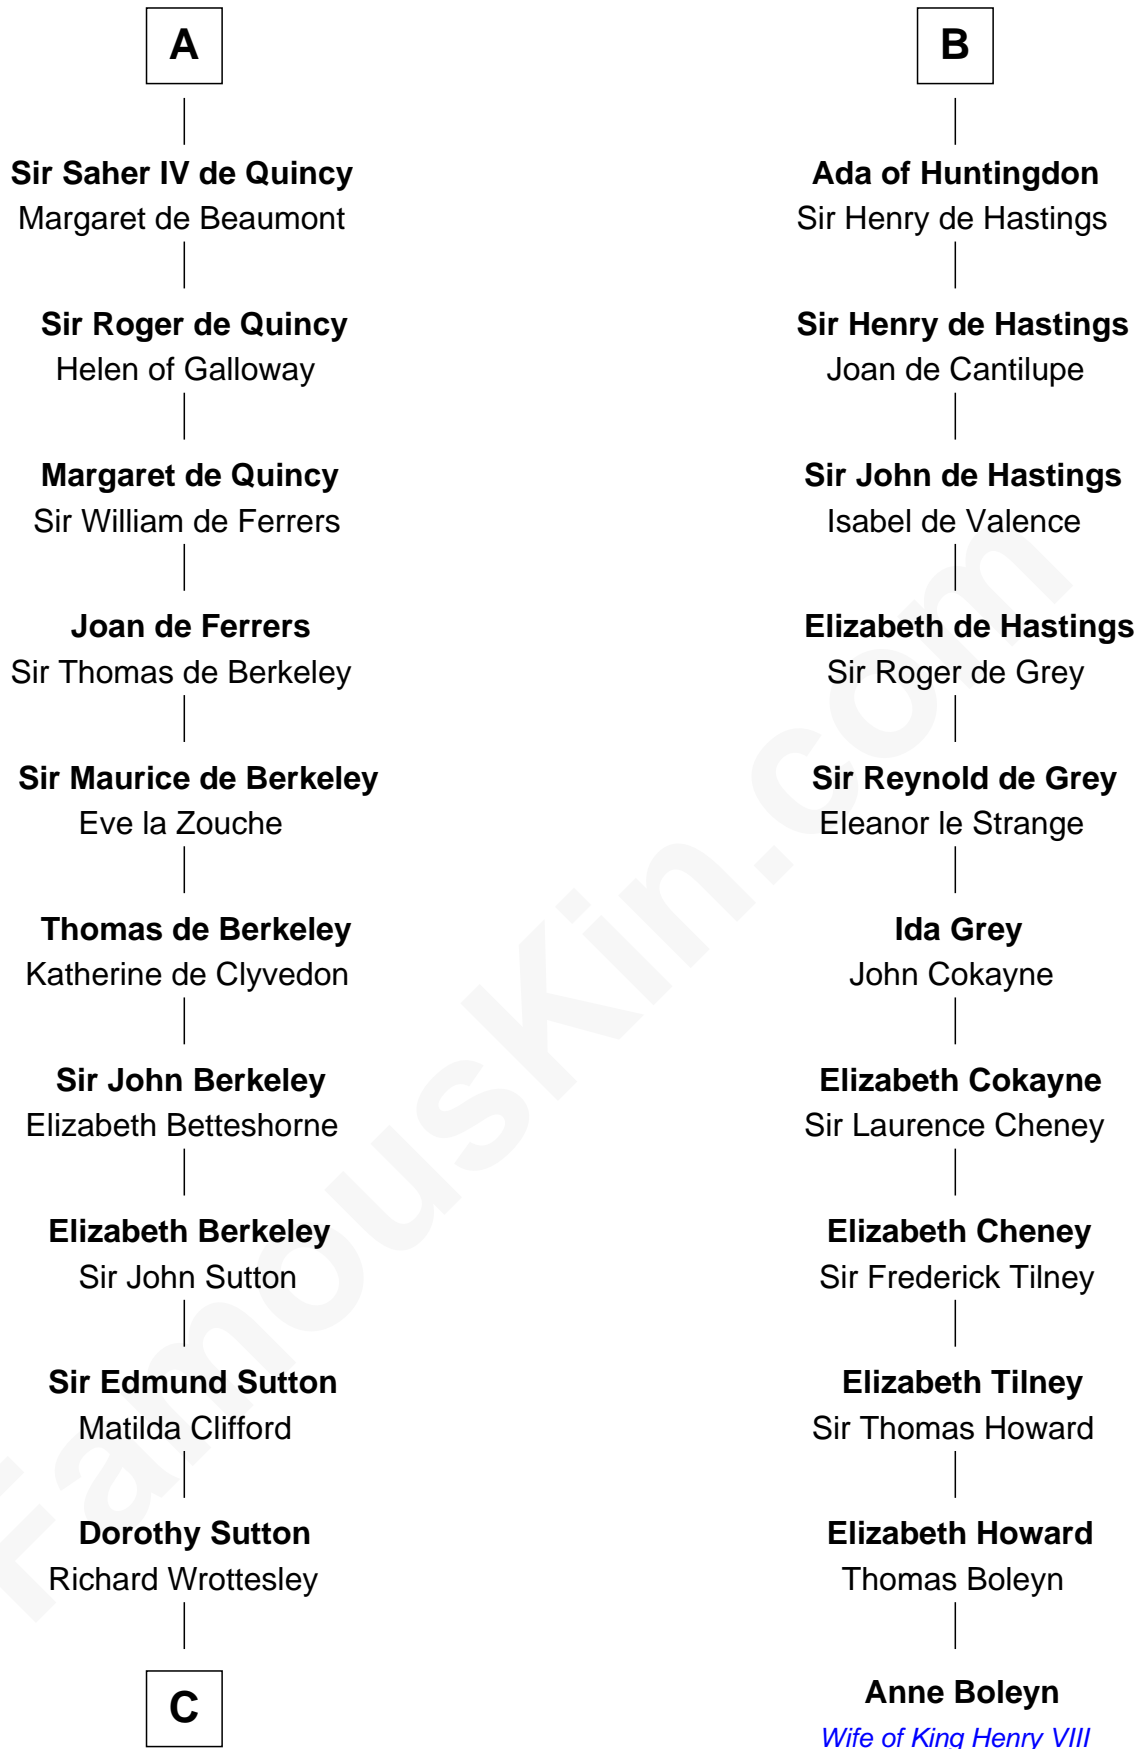 A
Sir Saher IV de Quincy
Margaret de Beaumont
Sir Roger de Quincy
Helen of Galloway
Margaret de Quincy
Sir William de Ferrers
Joan de Ferrers
Sir Thomas de Berkeley
Sir Maurice de Berkeley
Eve la Zouche
Thomas de Berkeley
Katherine de Clyvedon
Sir John Berkeley
Elizabeth Betteshorne
Elizabeth Berkeley
Sir John Sutton
Sir Edmund Sutton
Matilda Clifford
Dorothy Sutton
Richard Wrottesley
C
B
Ada of Huntingdon
Sir Henry de Hastings
Sir Henry de Hastings
Joan de Cantilupe
Sir John de Hastings
Isabel de Valence
Elizabeth de Hastings
Sir Roger de Grey
Sir Reynold de Grey
Eleanor le Strange
Ida Grey
John Cokayne
Elizabeth Cokayne
Sir Laurence Cheney
Elizabeth Cheney
Sir Frederick Tilney
Elizabeth Tilney
Sir Thomas Howard
Elizabeth Howard
Thomas Boleyn
Anne Boleyn
Wife of King Henry VIII
FamousKin.com